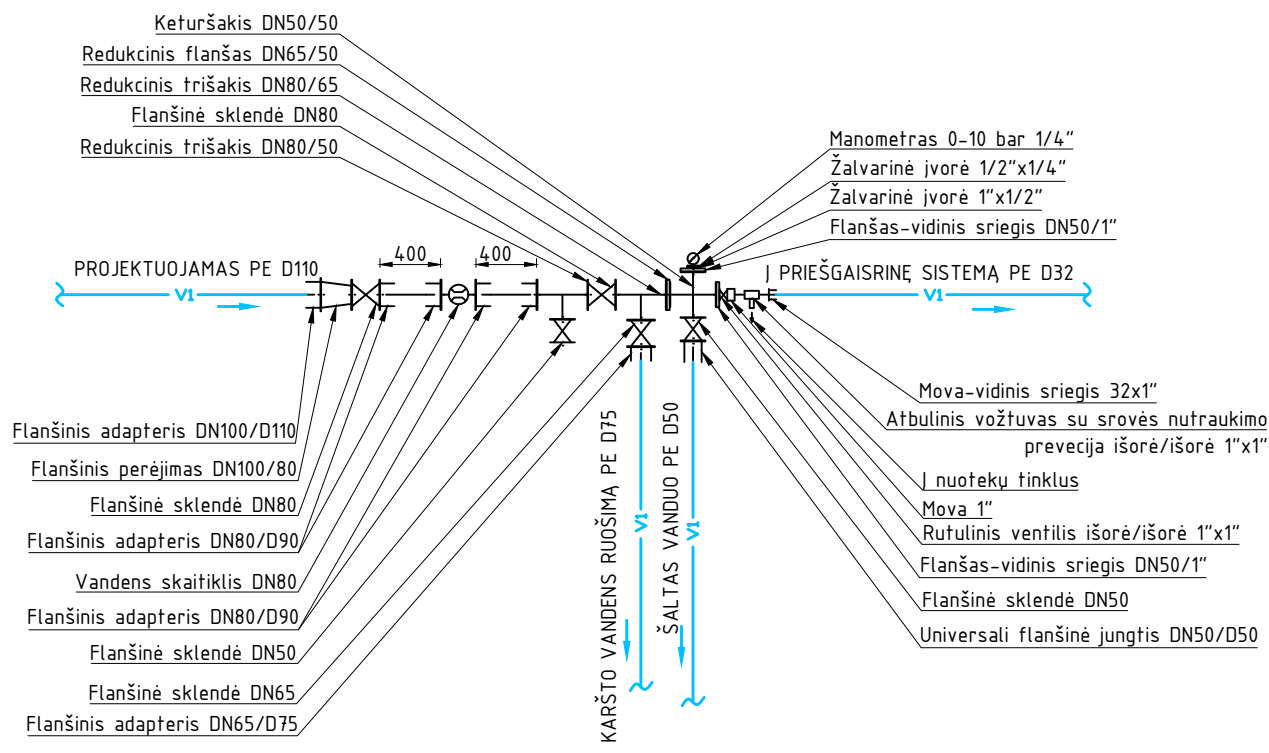 Keturšakis DN50/50
Redukcinis flanšas DN65/50
Redukcinis trišakis DN80/65
Flanšinė sklendė DN80
Redukcinis trišakis DN80/50
Manometras 0-10 bar 1/4"
Žalvarinė įvorė 1/2"x1/4"
Žalvarinė įvorė 1"x1/2"
Flanšas-vidinis sriegis DN50/1"
400
400
PROJEKTUOJAMAS PE D110
Į PRIEŠGAISRINĘ SISTEMĄ PE D32
V1
V1
Flanšinis adapteris DN100/D110
Flanšinis perėjimas DN100/80
Flanšinė sklendė DN80
Flanšinis adapteris DN80/D90
Vandens skaitiklis DN80
Flanšinis adapteris DN80/D90
Flanšinė sklendė DN50
Flanšinė sklendė DN65
Flanšinis adapteris DN65/D75
KARŠTO VANDENS RUOŠIMĄ PE D75
V1
ŠALTAS VANDUO PE D50
V1
Mova-vidinis sriegis 32x1"
Atbulinis vožtuvas su srovės nutraukimo
prevecija išorė/išorė 1"x1"
Į nuotekų tinklus
Mova 1"
Rutulinis ventilis išorė/išorė 1"x1"
Flanšas-vidinis sriegis DN50/1"
Flanšinė sklendė DN50
Universali flanšinė jungtis DN50/D50